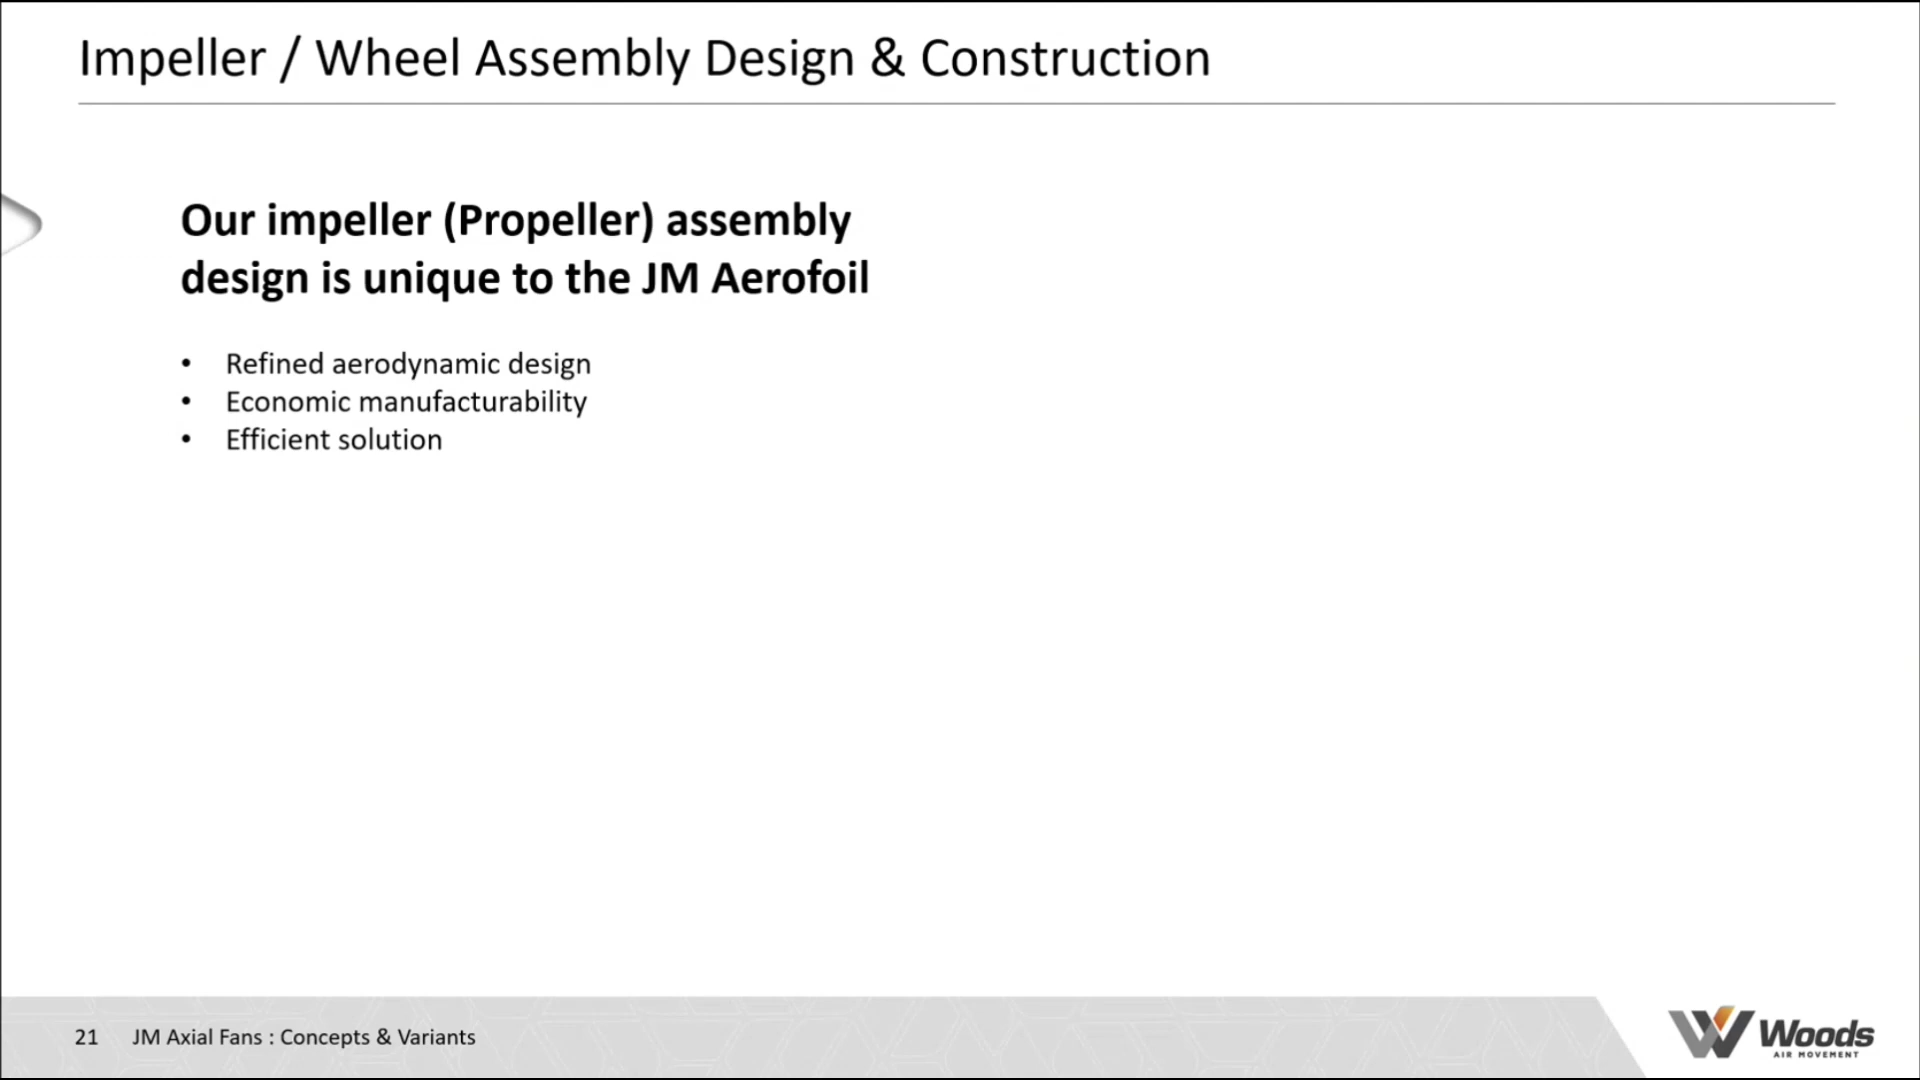 Impeller / Wheel Assembly Design & Construction
Our impeller (Propeller) assembly
design is unique to the JM Aerofoil
• Refined aerodynamic design
• Economic manufacturability
• Efficient solution
21 JM Axial Fans : Concepts & Variants
Woods
AIR MOVEMENT